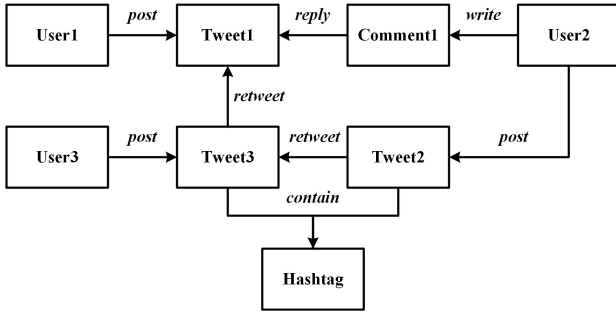 post
reply
write
User1
Tweet1
Comment1
User2
retweet
post
retweet
post
User3
Tweet3
Tweet2
contain
Hashtag